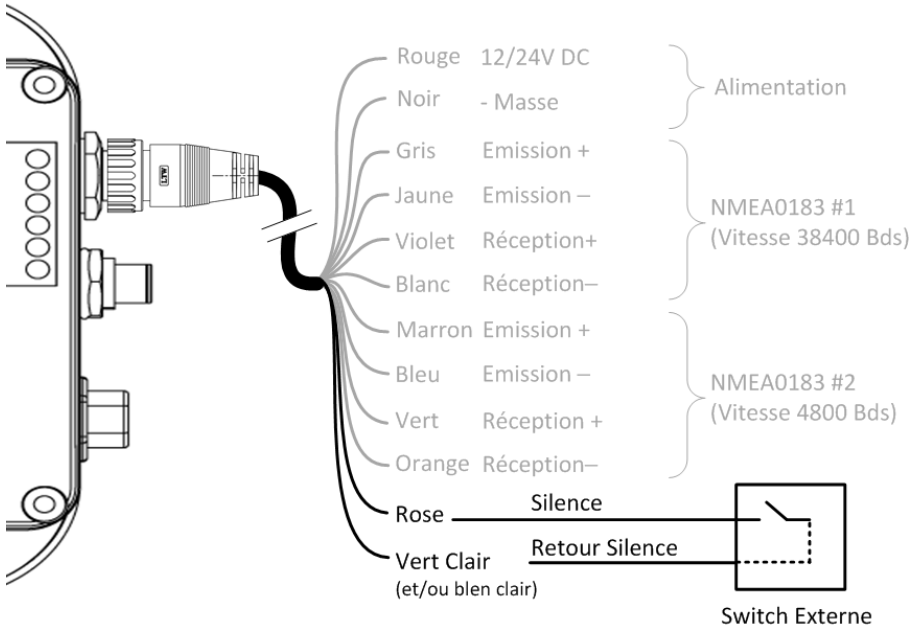 Rouge 12/24V DC
Noir - Masse
Alimentation
Gris Emission +
Jaune Emission –
Violet Réception+
Blanc Réception–
NMEA0183 #1
(Vitesse 38400 Bds)
Marron Emission +
Bleu Emission –
Vert Réception +
Orange Réception–
NMEA0183 #2
(Vitesse 4800 Bds)
Rose Silence
Vert Clair Retour Silence
(et/ou blen clair)
Switch Externe
LTW